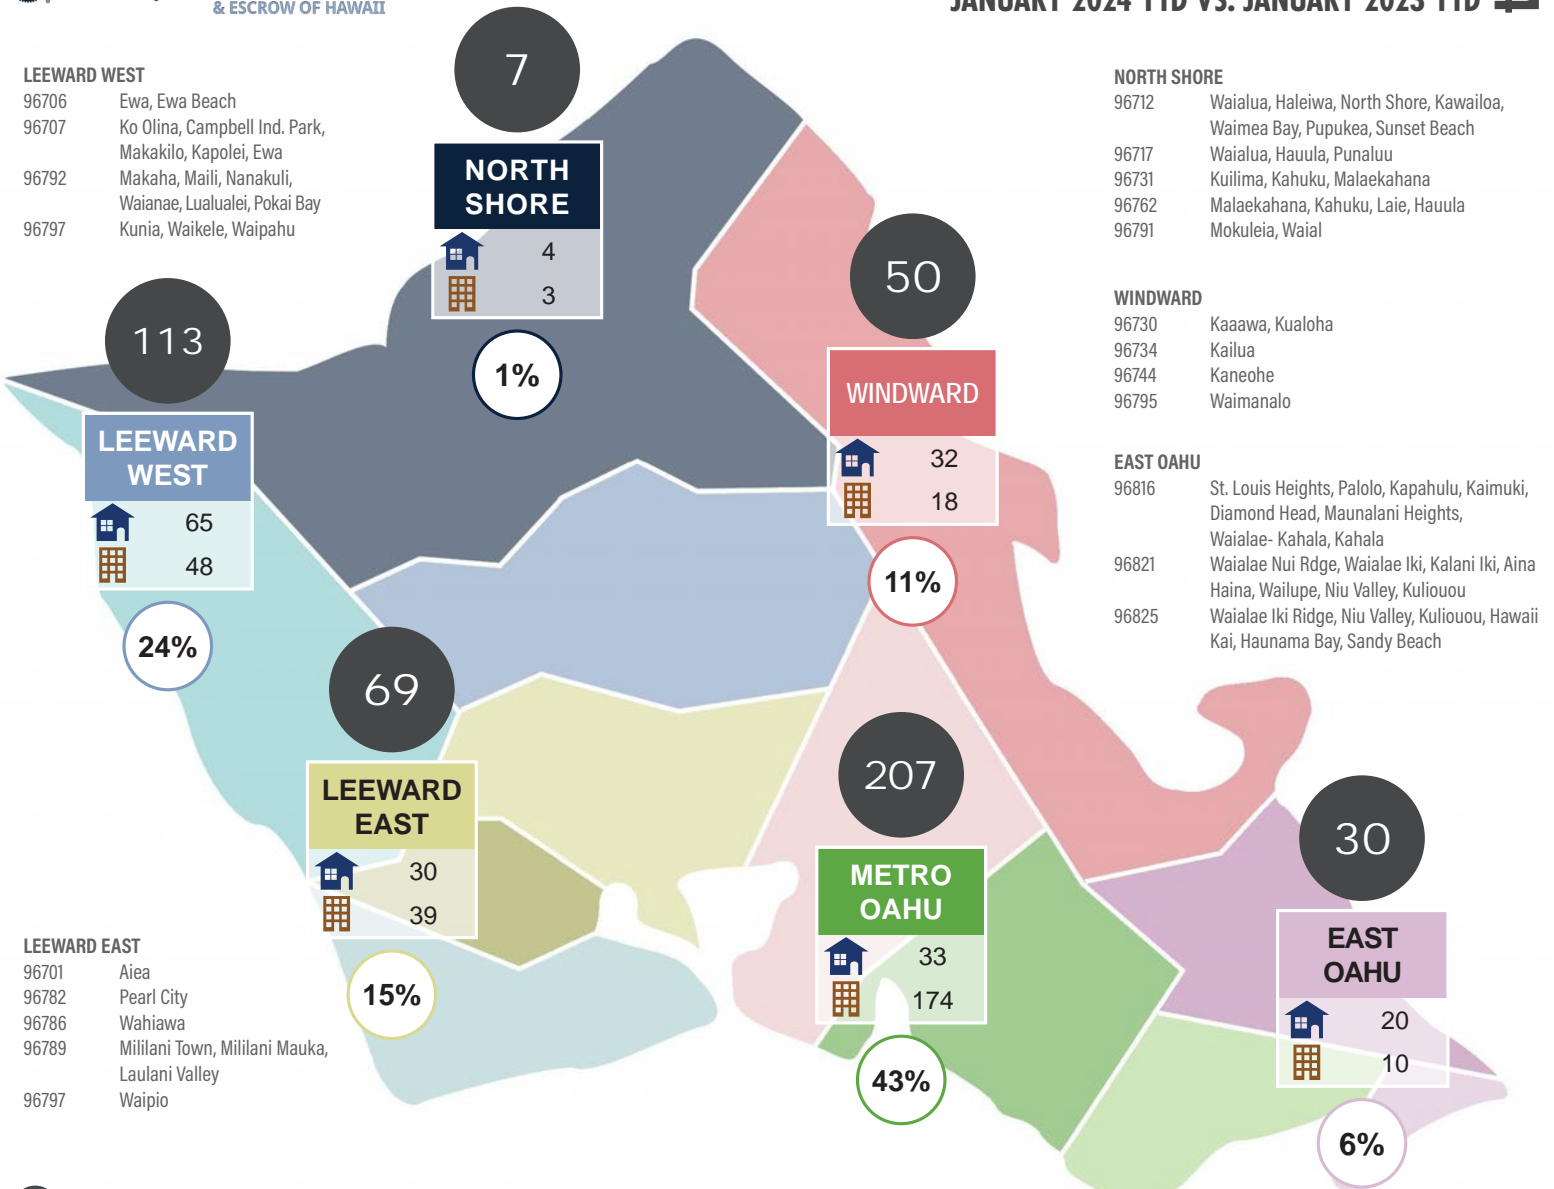 & ESCROW OF HAWAII
JANUARY 2024 YTD VS. JANUARY 2023 YTD
LEEWARD WEST
96706 Ewa, Ewa Beach
96707 Ko Olina, Campbell Ind. Park,
Makakilo, Kapolei, Ewa
96792 Makaha, Maili, Nanakuli,
Waianae, Lualualei, Pokai Bay
96797 Kunia, Waikele, Waipahu
7
NORTH
SHORE
4
3
1%
NORTH SHORE
96712 Waialua, Haleiwa, North Shore, Kawailoa,
Waimea Bay, Pupukea, Sunset Beach
96717 Waialua, Hauula, Punaluu
96731 Kuilima, Kahuku, Malaekahana
96762 Malaekahana, Kahuku, Laie, Hauula
96791 Mokuleia, Waial
WINDWARD
96730 Kaaawa, Kualoha
96734 Kailua
96744 Kaneohe
96795 Waimanalo
EAST OAHU
96816 St. Louis Heights, Palolo, Kapahulu, Kaimuki,
Diamond Head, Maunalani Heights,
Waialae- Kahala, Kahala
96821 Waialae Nui Rdge, Waialae Iki, Kalani Iki, Aina
Haina, Wailupe, Niu Valley, Kuliouou
96825 Waialae Iki Ridge, Niu Valley, Kuliouou, Hawaii
Kai, Haunama Bay, Sandy Beach
113
LEEWARD
WEST
65
48
24%
50
WINDWARD
32
18
11%
69
LEEWARD
EAST
30
39
15%
207
METRO
OAHU
33
174
43%
30
EAST
OAHU
20
10
6%
LEEWARD EAST
96701 Aiea
96782 Pearl City
96786 Wahiawa
96789 Mililani Town, Mililani Mauka,
Laulani Valley
96797 Waipio